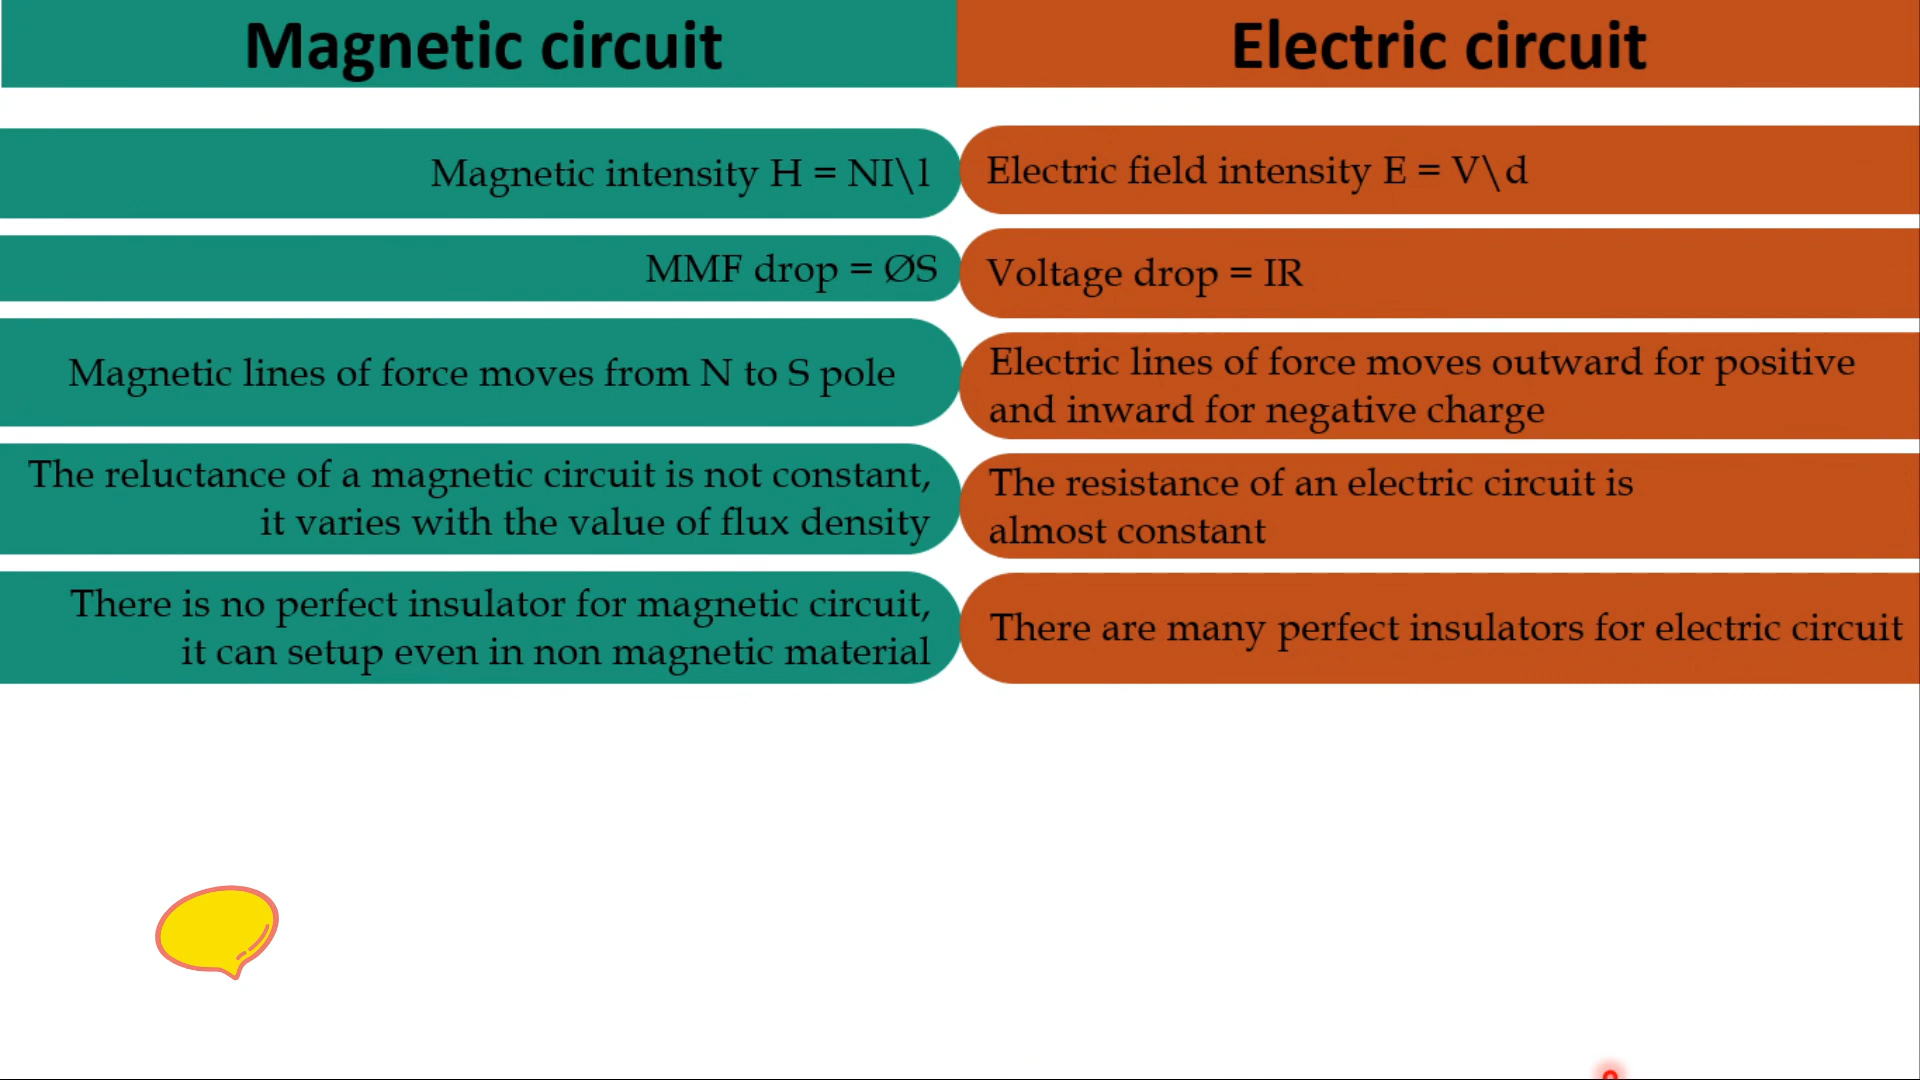 Magnetic circuit
Electric circuit
Magnetic intensity H = NI\l
Electric field intensity E = V\d
MMF drop = ØS
Voltage drop = IR
Magnetic lines of force moves from N to S pole
Electric lines of force moves outward for positive
and inward for negative charge
The reluctance of a magnetic circuit is not constant,
it varies with the value of flux density
The resistance of an electric circuit is
almost constant
There is no perfect insulator for magnetic circuit,
it can setup even in non magnetic material
There are many perfect insulators for electric circuit